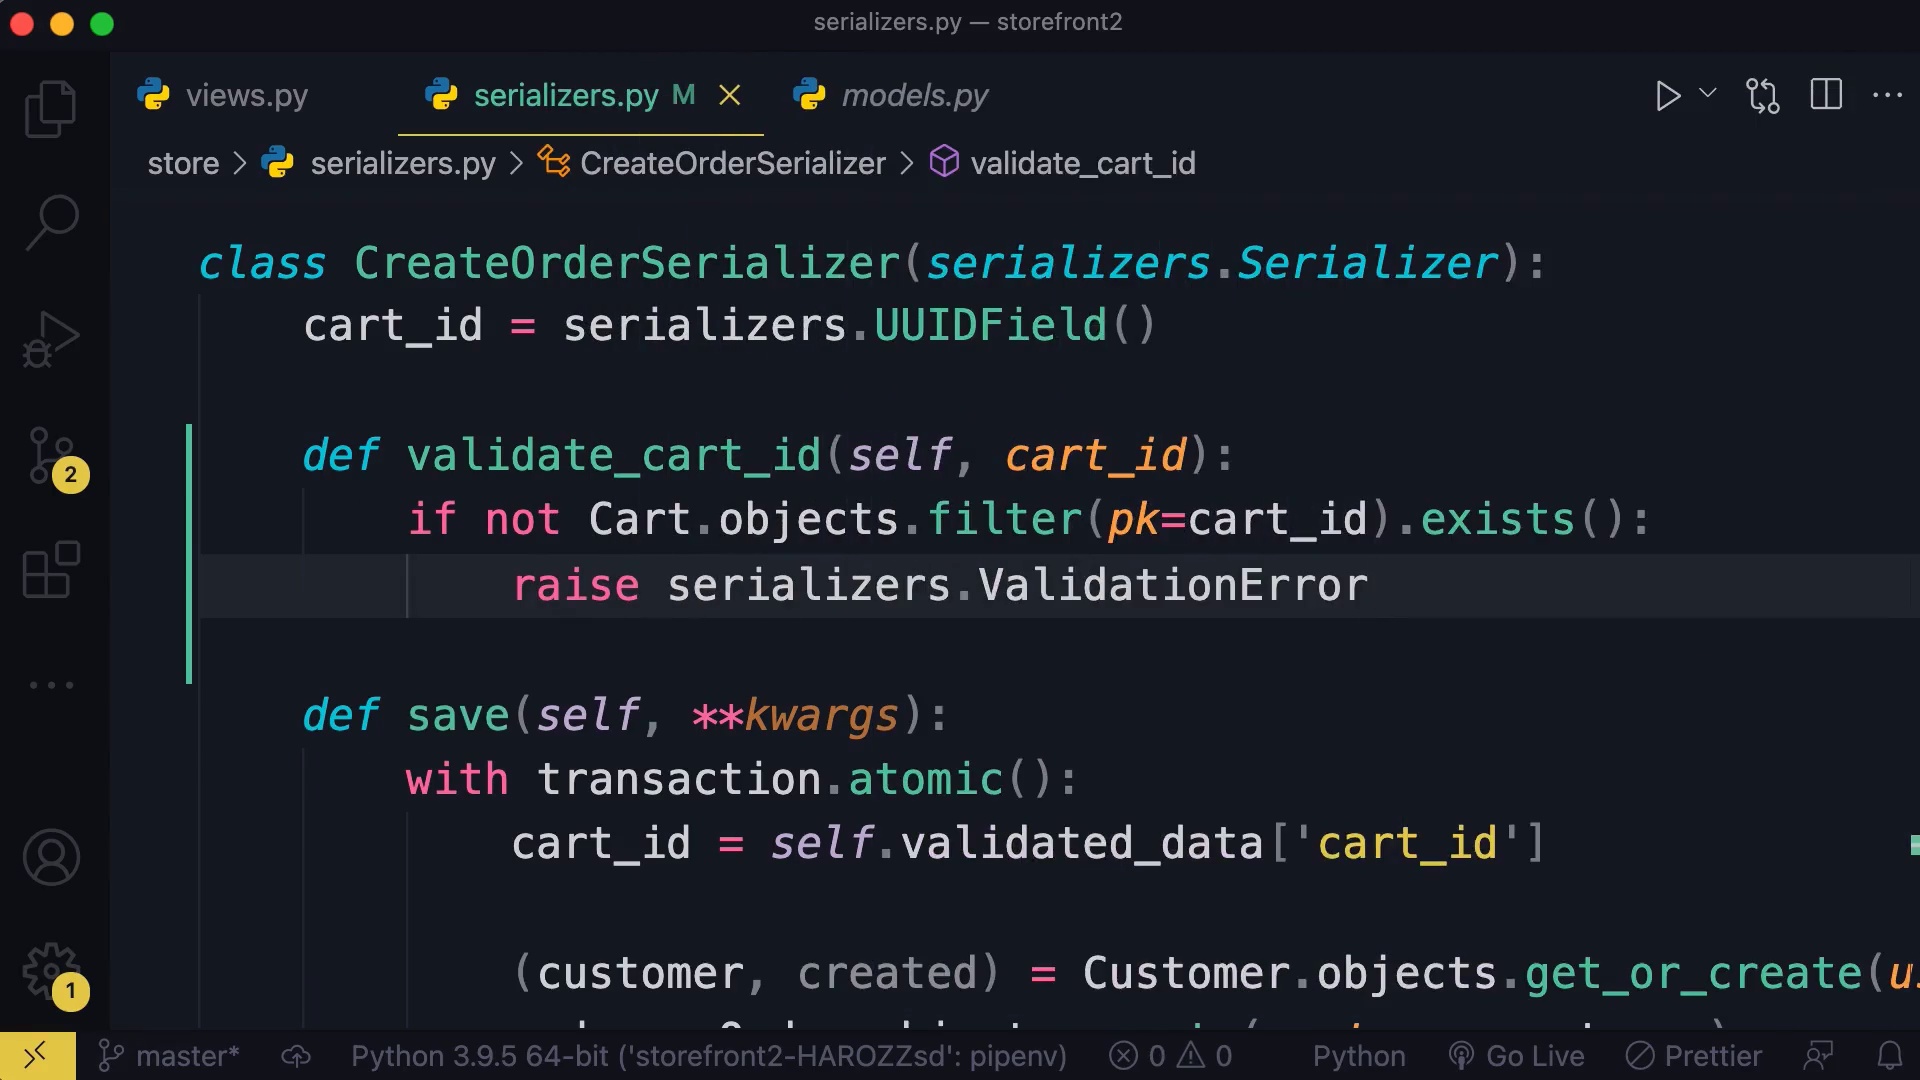 serializers.py — storefront2
views.py serializers.py M models.py
store > serializers.py > CreateOrderSerializer > validate_cart_id
class CreateOrderSerializer(serializers.Serializer):
cart_id = serializers.UUIDField()
def validate_cart_id(self, cart_id):
if not Cart.objects.filter(pk=cart_id).exists():
raise serializers.ValidationError
def save(self, **kwargs):
with transaction.atomic():
cart_id = self.validated_data['cart_id']
(customer, created) = Customer.objects.get_or_create(
2
1
master* Python 3.9.5 64-bit ('storefront2-HAROZZsd': pipenv) 0 0 Python Go Live Prettier